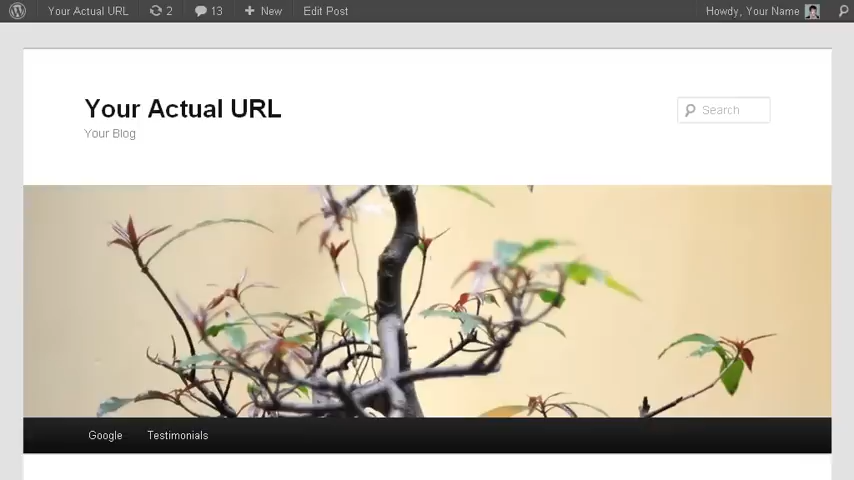 Your Actual URL 2 13 New Edit Post Howdy, Your Name
Your Actual URL
Search
Your Blog
Google Testimonials